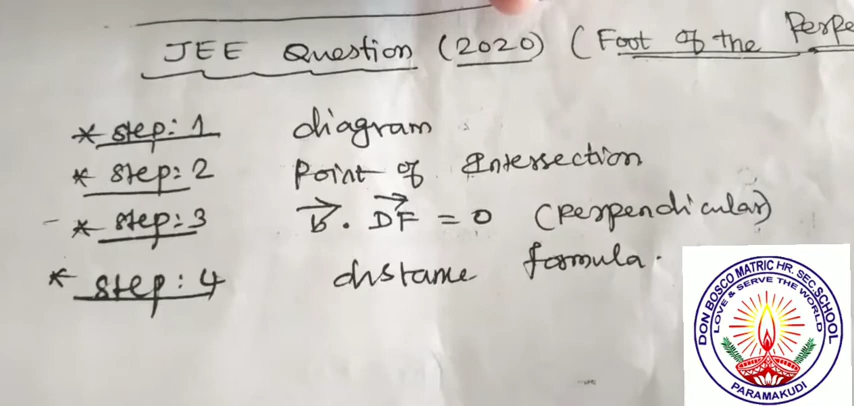 JEE Question (2020) (Foot of the Perpe
* Step: 1 diagram
* Step: 2 Point of Intersection
* Step: 3 b. DF = 0 (Perpendicular)
* Step: 4 distance formula.
DON BOSCO MATRIC HR. SEC. SCHOOL
LOVE & SERVE THE WORLD
PARAMAKUDI